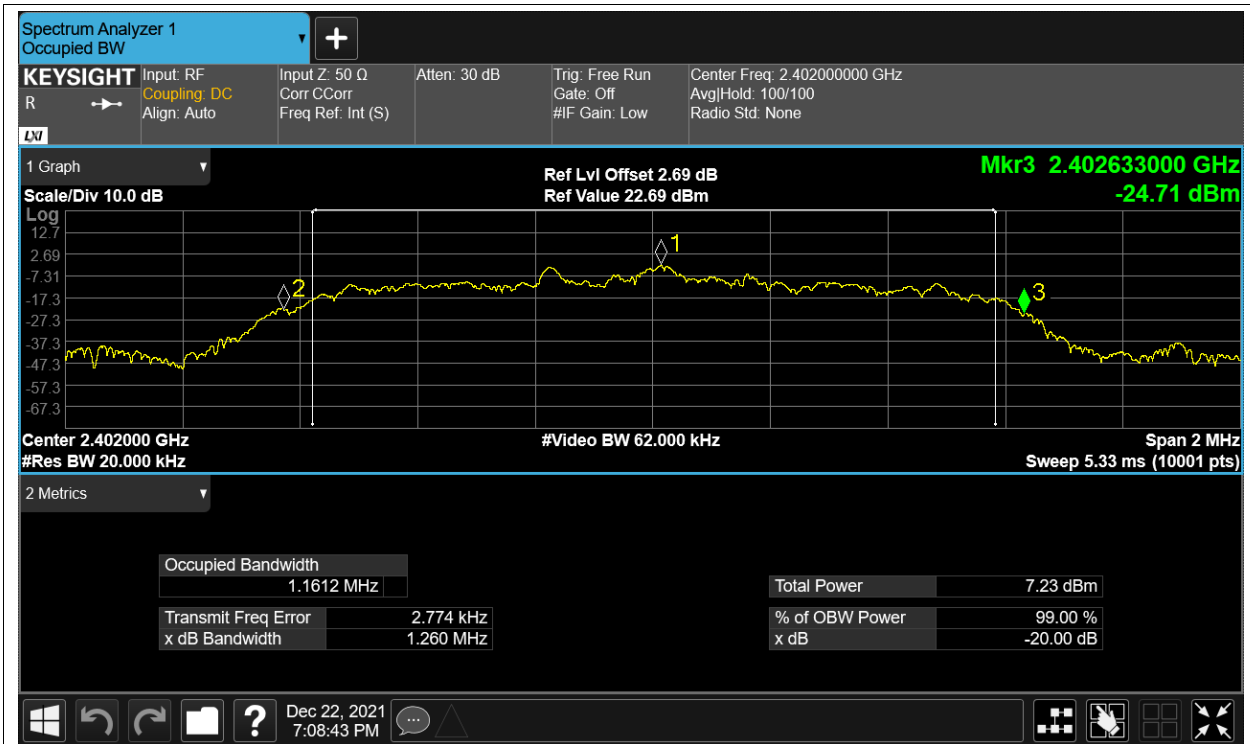 Spectrum Analyzer 1
Occupied BW
KEYSIGHT
R
LXI
Input: RF
Coupling: DC
Align: Auto
Input Z: 50 Ω
Corr CCorr
Freq Ref: Int (S)
Atten: 30 dB
Trig: Free Run
Gate: Off
#IF Gain: Low
Center Freq: 2.402000000 GHz
Avg|Hold: 100/100
Radio Std: None
1 Graph
Scale/Div 10.0 dB
Ref Lvl Offset 2.69 dB
Ref Value 22.69 dBm
Mkr3 2.402633000 GHz
-24.71 dBm
Log
12.7
2.69
-7.31
-17.3
-27.3
-37.3
-47.3
-57.3
-67.3
1
2
3
Center 2.402000 GHz
#Res BW 20.000 kHz
#Video BW 62.000 kHz
Span 2 MHz
Sweep 5.33 ms (10001 pts)
2 Metrics
Occupied Bandwidth
1.1612 MHz
Transmit Freq Error 2.774 kHz
x dB Bandwidth 1.260 MHz
Total Power 7.23 dBm
% of OBW Power 99.00 %
x dB -20.00 dB
?
Dec 22, 2021
7:08:43 PM